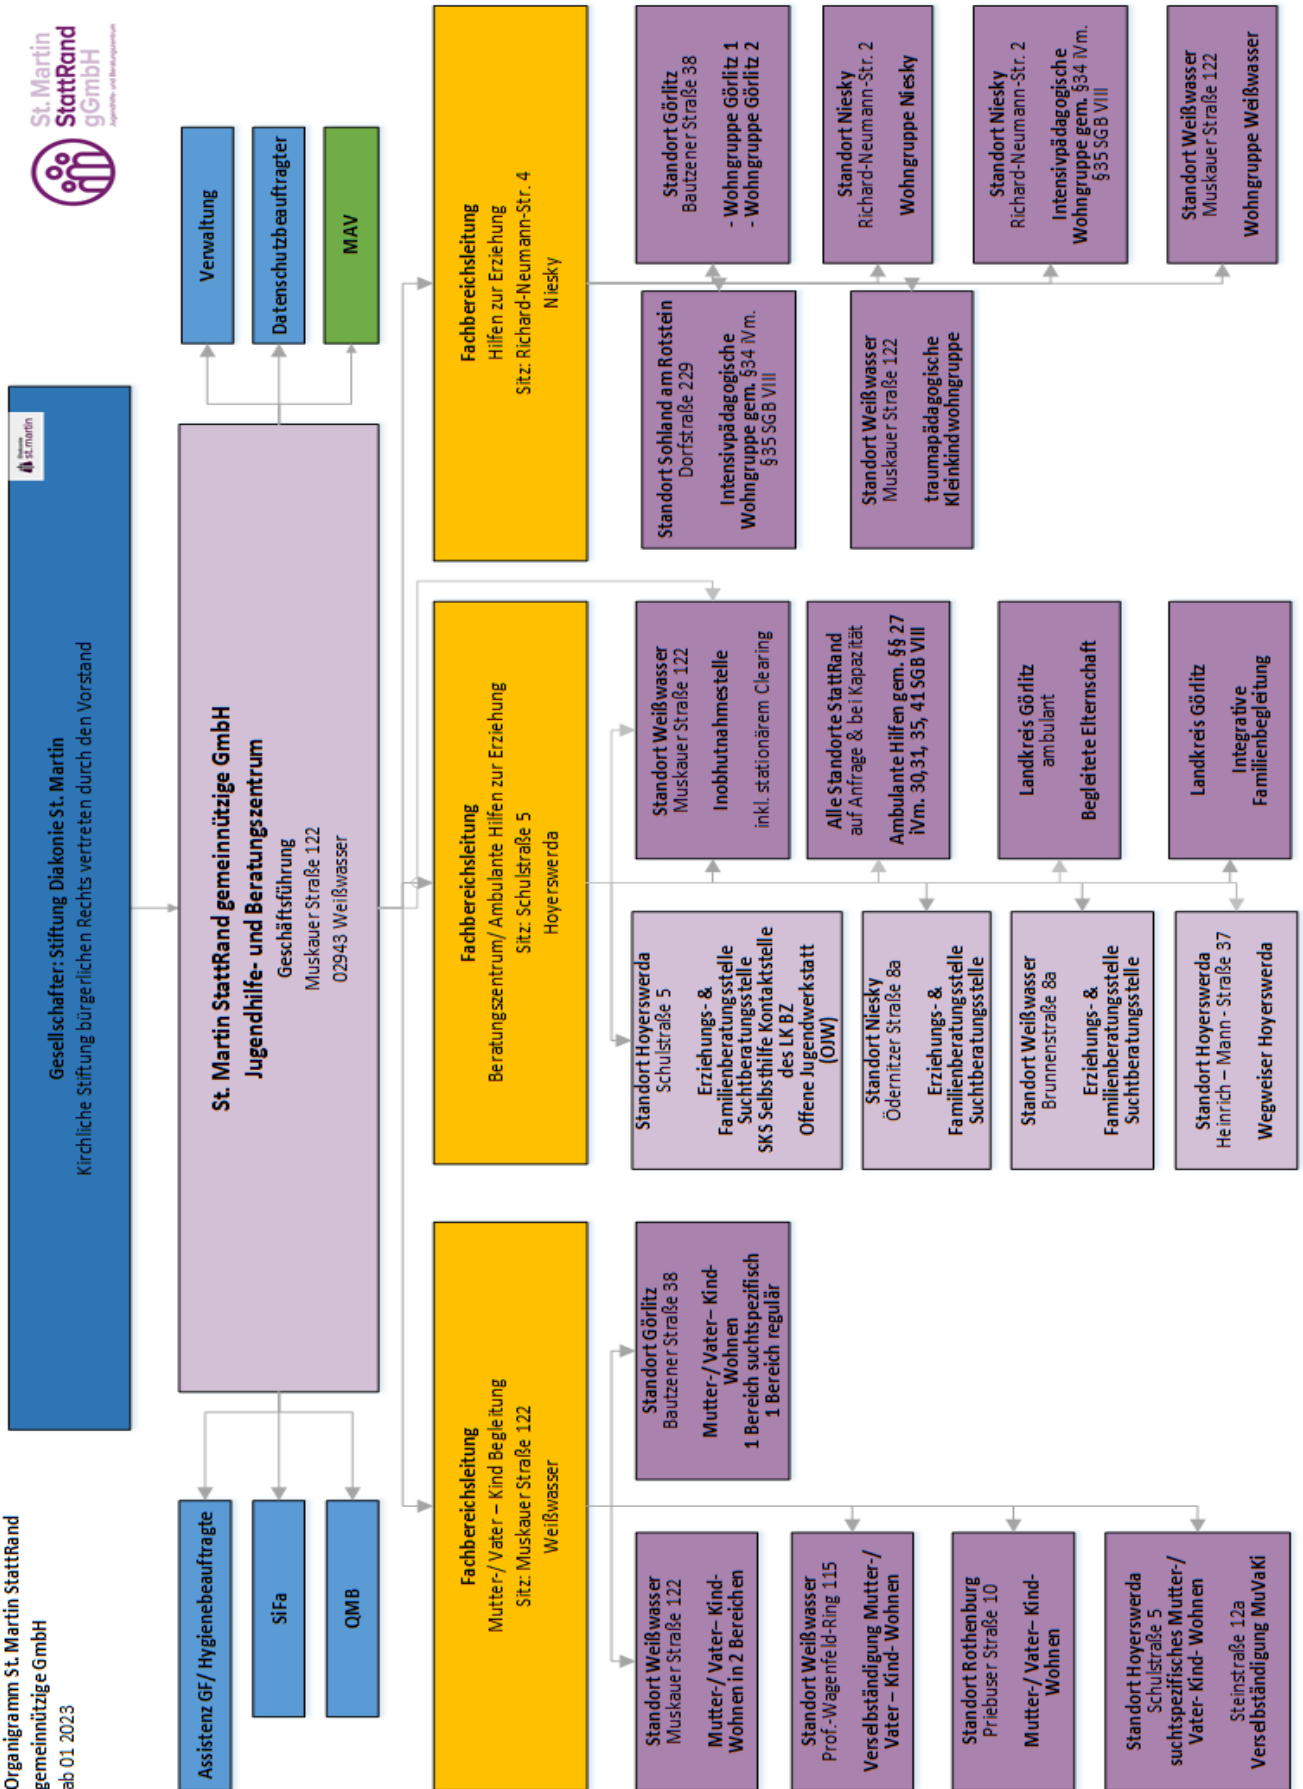 Organigramm St. Martin StattRand
gemeinnützige GmbH
ab 01 2023
Gesellschafter: Stiftung Diakonie St. Martin
Kirchliche Stiftung bürgerlichen Rechts vertreten durch den Vorstand
Diakonie
st.martin
St. Martin
StattRand
gGmbH
Jugendhilfe- und Beratungszentrum
Assistenz GF/ Hygienebeauftragte
SiFa
QMB
St. Martin StattRand gemeinnützige GmbH
Jugendhilfe- und Beratungszentrum
Geschäftsführung
Muskauer Straße 122
02943 Weißwasser
Verwaltung
Datenschutzbeauftragter
MAV
Fachbereichsleitung
Mutter-/ Vater – Kind Begleitung
Sitz: Muskauer Straße 122
Weißwasser
Fachbereichsleitung
Beratungszentrum/ Ambulante Hilfen zur Erziehung
Sitz: Schulstraße 5
Hoyerswerda
Fachbereichsleitung
Hilfen zur Erziehung
Sitz: Richard-Neumann-Str. 4
Niesky
Standort Weißwasser
Muskauer Straße 122
Mutter-/ Vater– Kind-
Wohnen in 2 Bereichen
Standort Weißwasser
Prof.-Wagenfeld-Ring 115
Verselbständigung Mutter-/
Vater – Kind- Wohnen
Standort Rothenburg
Priebuser Straße 10
Mutter-/ Vater– Kind-
Wohnen
Standort Hoyerswerda
Schulstraße 5
suchtspezifisches Mutter-/
Vater- Kind- Wohnen
Steinstraße 12a
Verselbständigung MuVaKi
Standort Görlitz
Bautzener Straße 38
Mutter-/ Vater– Kind-
Wohnen
1 Bereich suchtspezifisch
1 Bereich regulär
Standort Hoyerswerda
Schulstraße 5
Erziehungs- &
Familienberatungsstelle
Suchtberatungsstelle
SKS Selbsthilfe Kontaktstelle
des LK BZ
Offene Jugendwerkstatt
(OJW)
Standort Niesky
Ödernitzer Straße 8a
Erziehungs- &
Familienberatungsstelle
Suchtberatungsstelle
Standort Weißwasser
Brunnenstraße 8a
Erziehungs- &
Familienberatungsstelle
Suchtberatungsstelle
Standort Hoyerswerda
Heinrich – Mann - Straße 37
Wegweiser Hoyerswerda
Standort Weißwasser
Muskauer Straße 122
Inobhutnahmestelle
inkl. stationärem Clearing
Alle Standorte StattRand
auf Anfrage & bei Kapazität
Ambulante Hilfen gem. §§ 27
iVm. 30,31, 35, 41 SGB VIII
Landkreis Görlitz
ambulant
Begleitete Elternschaft
Landkreis Görlitz
Integrative
Familienbegleitung
Standort Sohland am Rotstein
Dorfstraße 229
Intensivpädagogische
Wohngruppe gem. §34 iVm.
§35 SGB VIII
Standort Weißwasser
Muskauer Straße 122
traumapädagogische
Kleinkindwohngruppe
Standort Görlitz
Bautzener Straße 38
- Wohngruppe Görlitz 1
- Wohngruppe Görlitz 2
Standort Niesky
Richard-Neumann-Str. 2
Wohngruppe Niesky
Standort Niesky
Richard-Neumann-Str. 2
Intensivpädagogische
Wohngruppe gem. §34 iVm.
§35 SGB VIII
Standort Weißwasser
Muskauer Straße 122
Wohngruppe Weißwasser